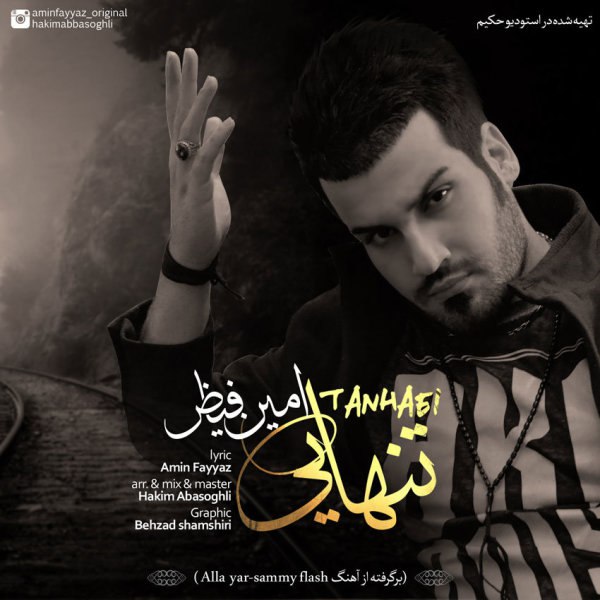 aminfayyaz_original
hakimabbasoghli
تهیه شده در استودیو حکیم
امین فیظ
TANHAEi
تنهایی
lyric
Amin Fayyaz
arr. & mix & master
Hakim Abasoghli
Graphic
Behzad shamshiri
(برگرفته از آهنگ Alla yar-sammy flash )